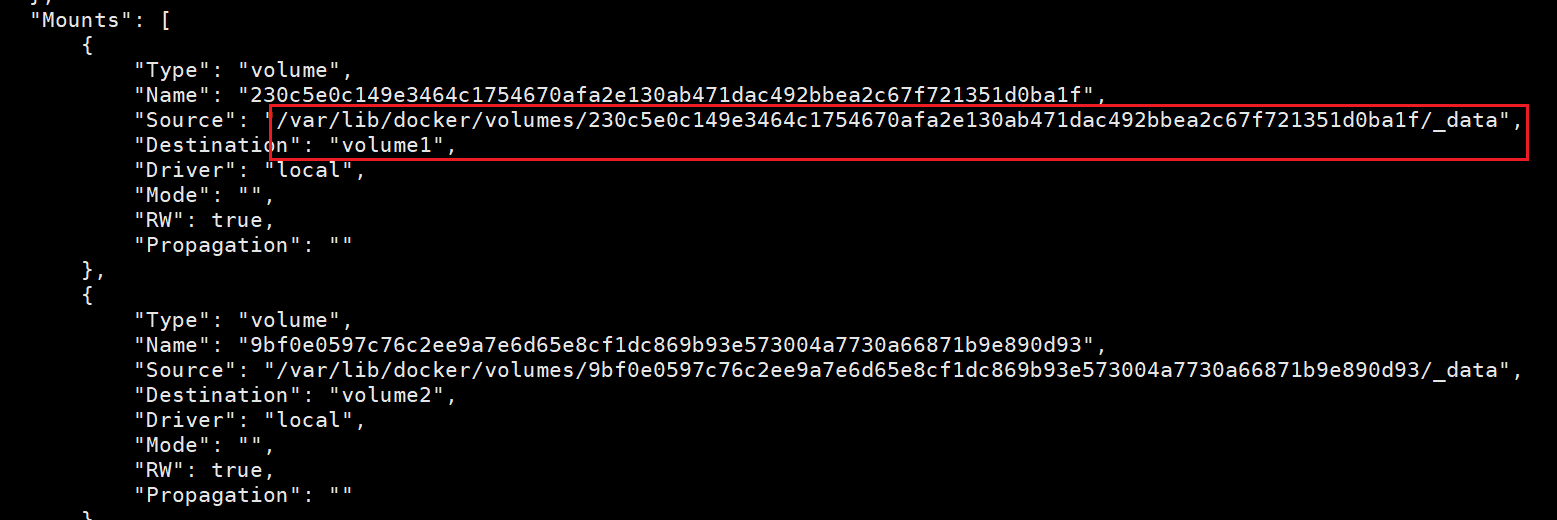 },
"Mounts": [
{
"Type": "volume",
"Name": "230c5e0c149e3464c1754670afa2e130ab471dac492bbea2c67f721351d0ba1f",
"Source": "/var/lib/docker/volumes/230c5e0c149e3464c1754670afa2e130ab471dac492bbea2c67f721351d0ba1f/_data",
"Destination": "volume1",
"Driver": "local",
"Mode": "",
"RW": true,
"Propagation": ""
},
{
"Type": "volume",
"Name": "9bf0e0597c76c2ee9a7e6d65e8cf1dc869b93e573004a7730a66871b9e890d93",
"Source": "/var/lib/docker/volumes/9bf0e0597c76c2ee9a7e6d65e8cf1dc869b93e573004a7730a66871b9e890d93/_data",
"Destination": "volume2",
"Driver": "local",
"Mode": "",
"RW": true,
"Propagation": ""
}